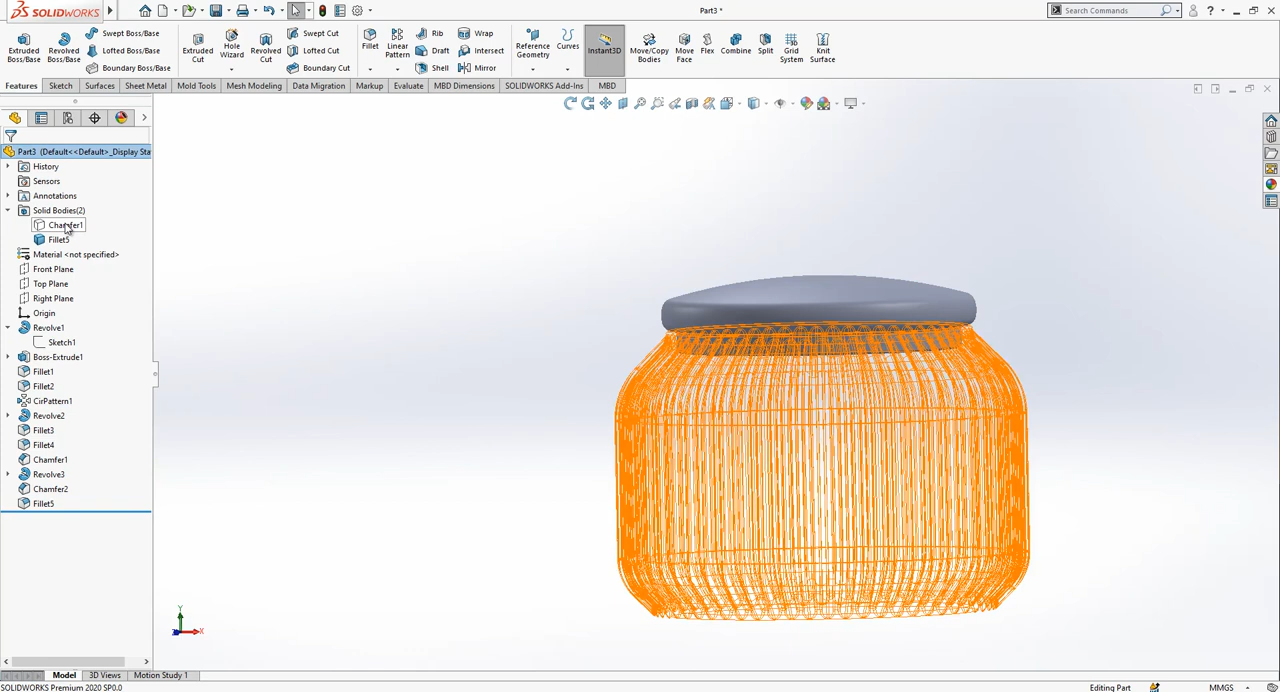 SOLIDWORKS
Part3 *
Search Commands
Extruded Boss/Base
Revolved Boss/Base
Swept Boss/Base
Lofted Boss/Base
Boundary Boss/Base
Extruded Cut
Hole Wizard
Revolved Cut
Swept Cut
Lofted Cut
Boundary Cut
Fillet
Linear Pattern
Rib
Draft
Shell
Wrap
Intersect
Mirror
Reference Geometry
Curves
Instant3D
Move/Copy Bodies
Move Face
Flex
Combine
Split
Grid System
Knit Surface
Features
Sketch
Surfaces
Sheet Metal
Mold Tools
Mesh Modeling
Data Migration
Markup
Evaluate
MBD Dimensions
SOLIDWORKS Add-Ins
MBD
Part3 (Default<<Default>_Display Sta
History
Sensors
Annotations
Solid Bodies(2)
Chamfer1
Fillet5
Material <not specified>
Front Plane
Top Plane
Right Plane
Origin
Revolve1
Sketch1
Boss-Extrude1
Fillet1
Fillet2
CirPattern1
Revolve2
Fillet3
Fillet4
Chamfer1
Revolve3
Chamfer2
Fillet5
Y
X
Z
Model
3D Views
Motion Study 1
SOLIDWORKS Premium 2020 SP0.0
Editing Part
MMGS